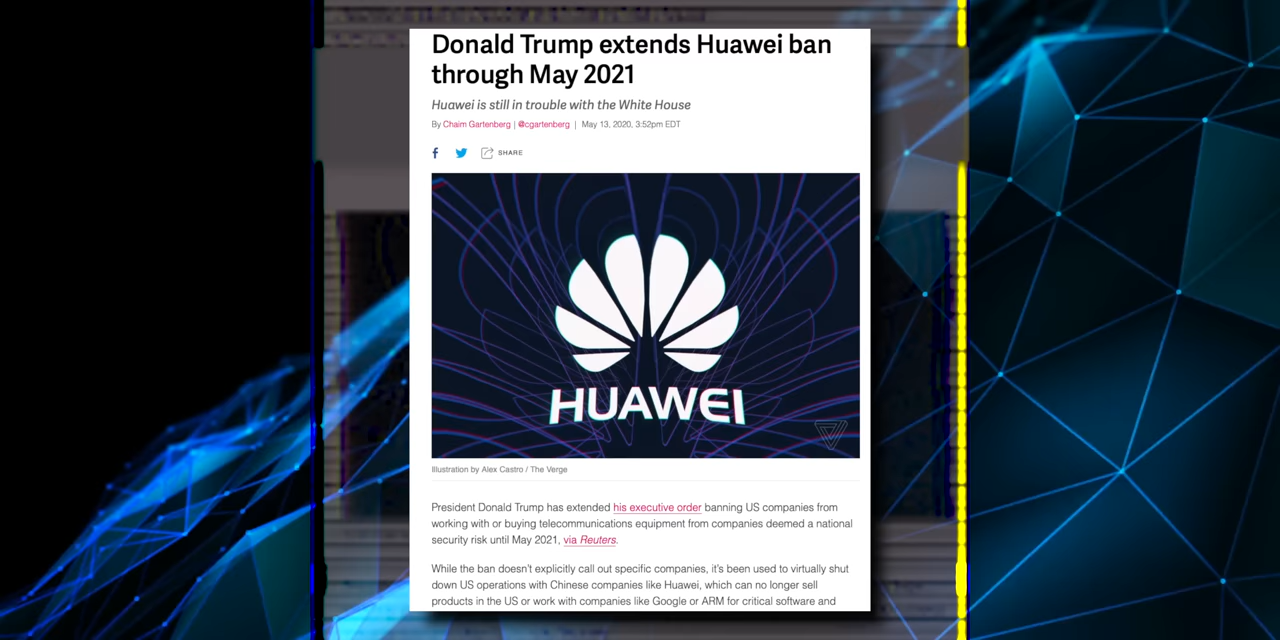 Donald Trump extends Huawei ban
through May 2021
Huawei is still in trouble with the White House
By Chaim Gartenberg | @cgartenberg | May 13, 2020, 3:52pm EDT
SHARE
HUAWEI
Illustration by Alex Castro / The Verge
President Donald Trump has extended his executive order banning US companies from
working with or buying telecommunications equipment from companies deemed a national
security risk until May 2021, via Reuters.
While the ban doesn't explicitly call out specific companies, it's been used to virtually shut
down US operations with Chinese companies like Huawei, which can no longer sell
products in the US or work with companies like Google or ARM for critical software and